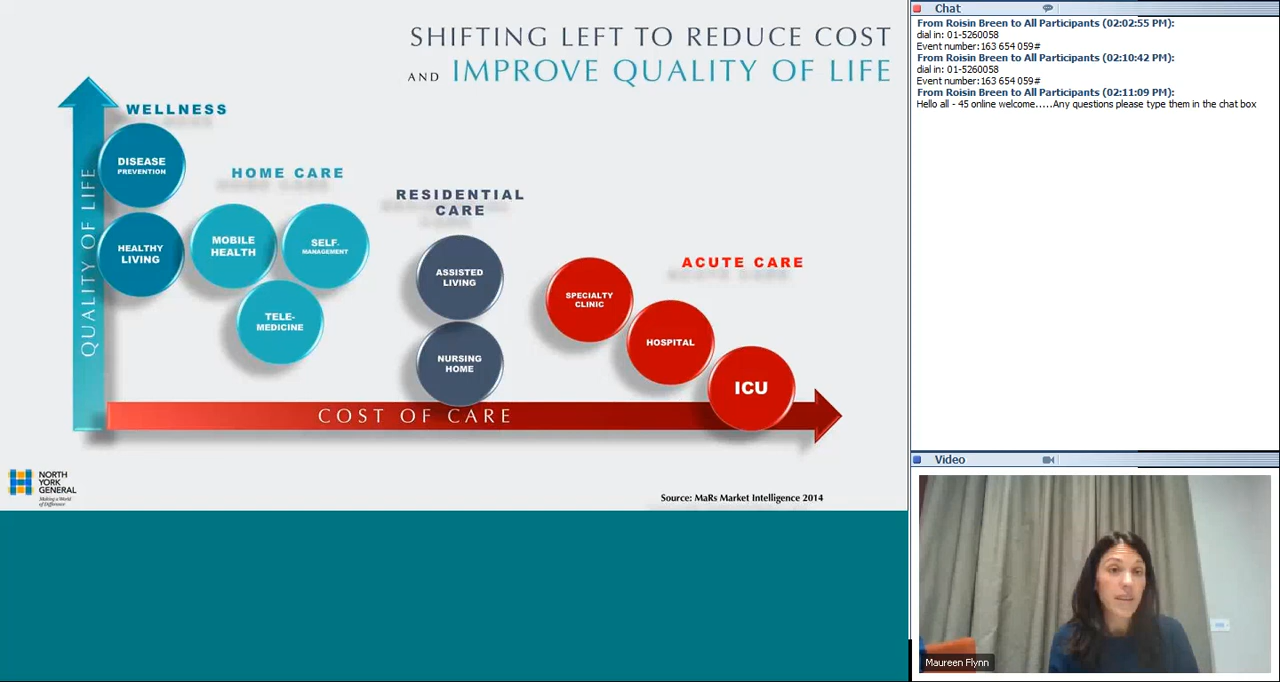 SHIFTING LEFT TO REDUCE COST
AND IMPROVE QUALITY OF LIFE
QUALITY OF LIFE
WELLNESS
DISEASE
PREVENTION
HEALTHY
LIVING
HOME CARE
MOBILE
HEALTH
SELF-
MANAGEMENT
TELE-
MEDICINE
RESIDENTIAL
CARE
ASSISTED
LIVING
NURSING
HOME
ACUTE CARE
SPECIALTY
CLINIC
HOSPITAL
ICU
COST OF CARE
NORTH
YORK
GENERAL
Making a World
of Difference
Source: MaRs Market Intelligence 2014
Chat
From Roisin Breen to All Participants (02:02:55 PM):
dial in: 01-5260058
Event number:163 654 059#
From Roisin Breen to All Participants (02:10:42 PM):
dial in: 01-5260058
Event number:163 654 059#
From Roisin Breen to All Participants (02:11:09 PM):
Hello all - 45 online welcome.....Any questions please type them in the chat box
Video
Maureen Flynn